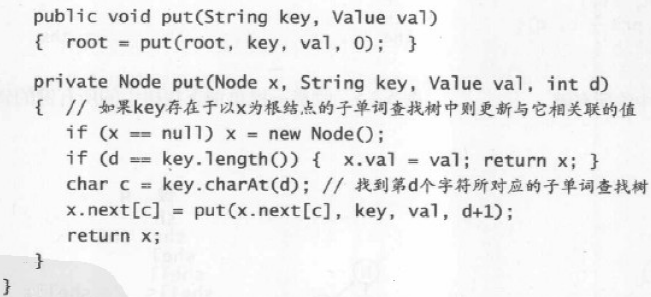 public void put(String key, Value val)
{ root = put(root, key, val, 0); }
private Node put(Node x, String key, Value val, int d)
{ // 如果key存在于以x为根结点的子单词查找树中则更新与它相关联的值
if (x == null) x = new Node();
if (d == key.length()) { x.val = val; return x; }
char c = key.charAt(d); // 找到第d个字符所对应的子单词查找树
x.next[c] = put(x.next[c], key, val, d+1);
return x;
}
}